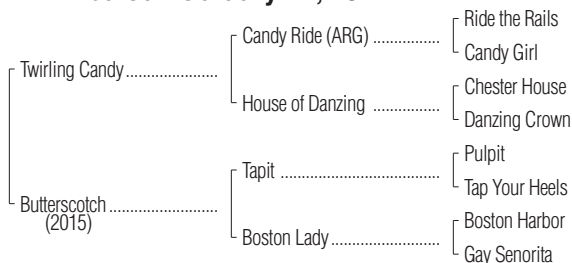 Ride the Rails
Candy Ride (ARG)
Candy Girl
Twirling Candy
Chester House
House of Danzing
Danzing Crown
Pulpit
Tapit
Tap Your Heels
Butterscotch
(2015)
Boston Harbor
Boston Lady
Gay Senorita